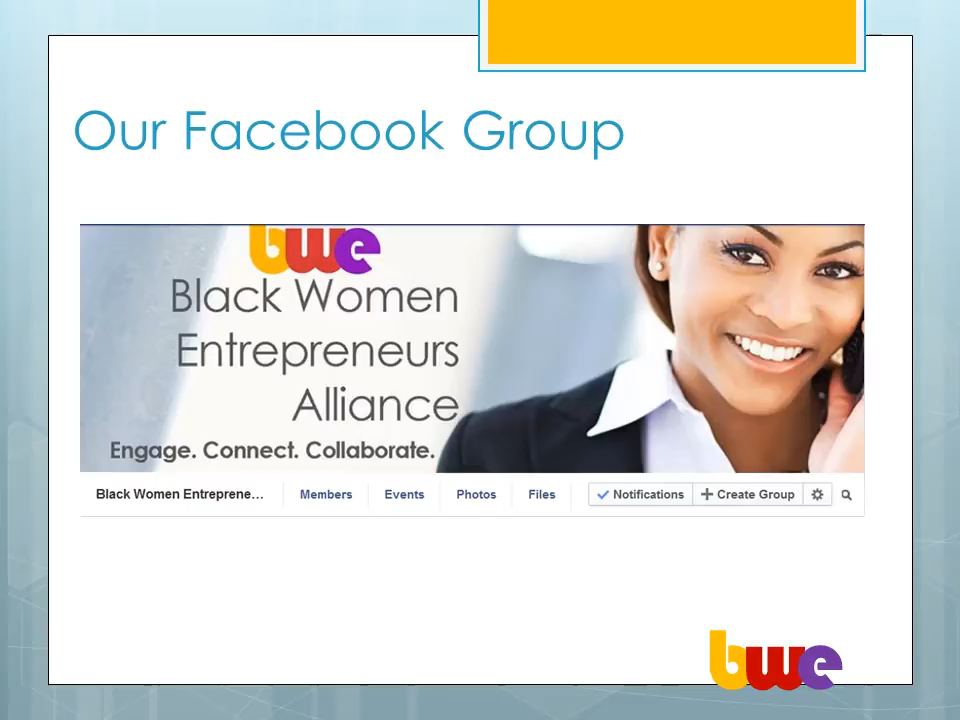 Our Facebook Group
bwe
Black Women
Entrepreneurs
Alliance
Engage. Connect. Collaborate.
Black Women Entreprene... Members Events Photos Files Notifications Create Group
bwe